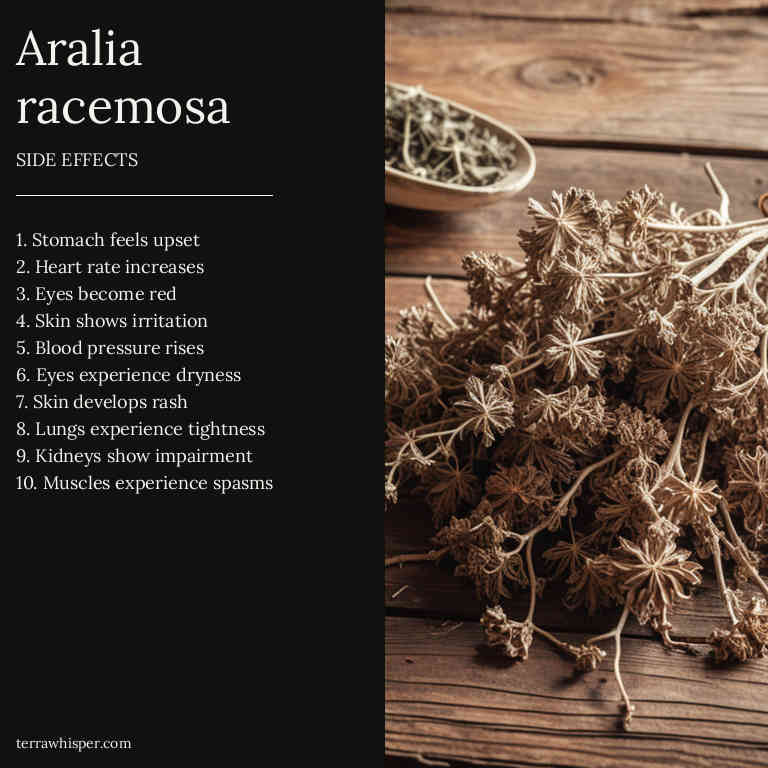 Aralia
racemosa
SIDE EFFECTS
1. Stomach feels upset
2. Heart rate increases
3. Eyes become red
4. Skin shows irritation
5. Blood pressure rises
6. Eyes experience dryness
7. Skin develops rash
8. Lungs experience tightness
9. Kidneys show impairment
10. Muscles experience spasms
terrawhisper.com